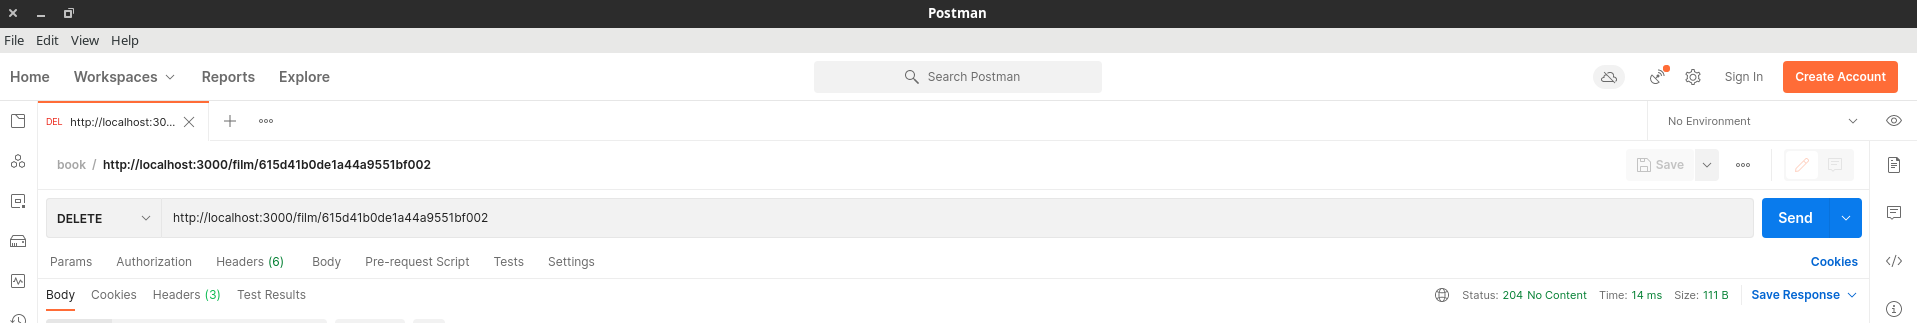 Postman
File Edit View Help
Home Workspaces Reports Explore Search Postman Sign In Create Account
DEL http://localhost:30... No Environment
book / http://localhost:3000/film/615d41b0de1a44a9551bf002 Save
DELETE http://localhost:3000/film/615d41b0de1a44a9551bf002 Send
Params Authorization Headers (6) Body Pre-request Script Tests Settings Cookies
Body Cookies Headers (3) Test Results Status: 204 No Content Time: 14 ms Size: 111 B Save Response